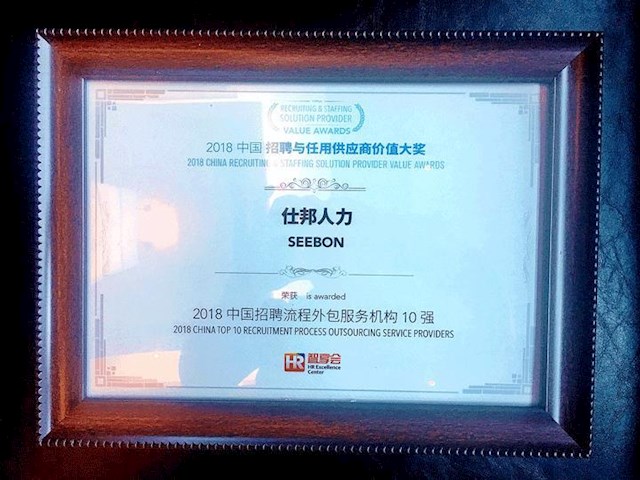 RECRUITING & STAFFING
SOLUTION PROVIDER
VALUE AWARDS
2018 中国 招聘与任用供应商价值大奖
2018 CHINA RECRUITING & STAFFING SOLUTION PROVIDER VALUE AWARDS
仕邦人力
SEEBON
荣获 is awarded
2018 中国招聘流程外包服务机构 10 强
2018 CHINA TOP 10 RECRUITMENT PROCESS OUTSOURCING SERVICE PROVIDERS
HR 智享会
HR Excellence
Center